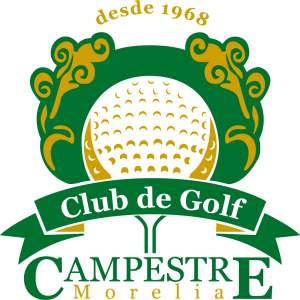 desde 1968
Club de Golf
CAMPESTRE
Morelia